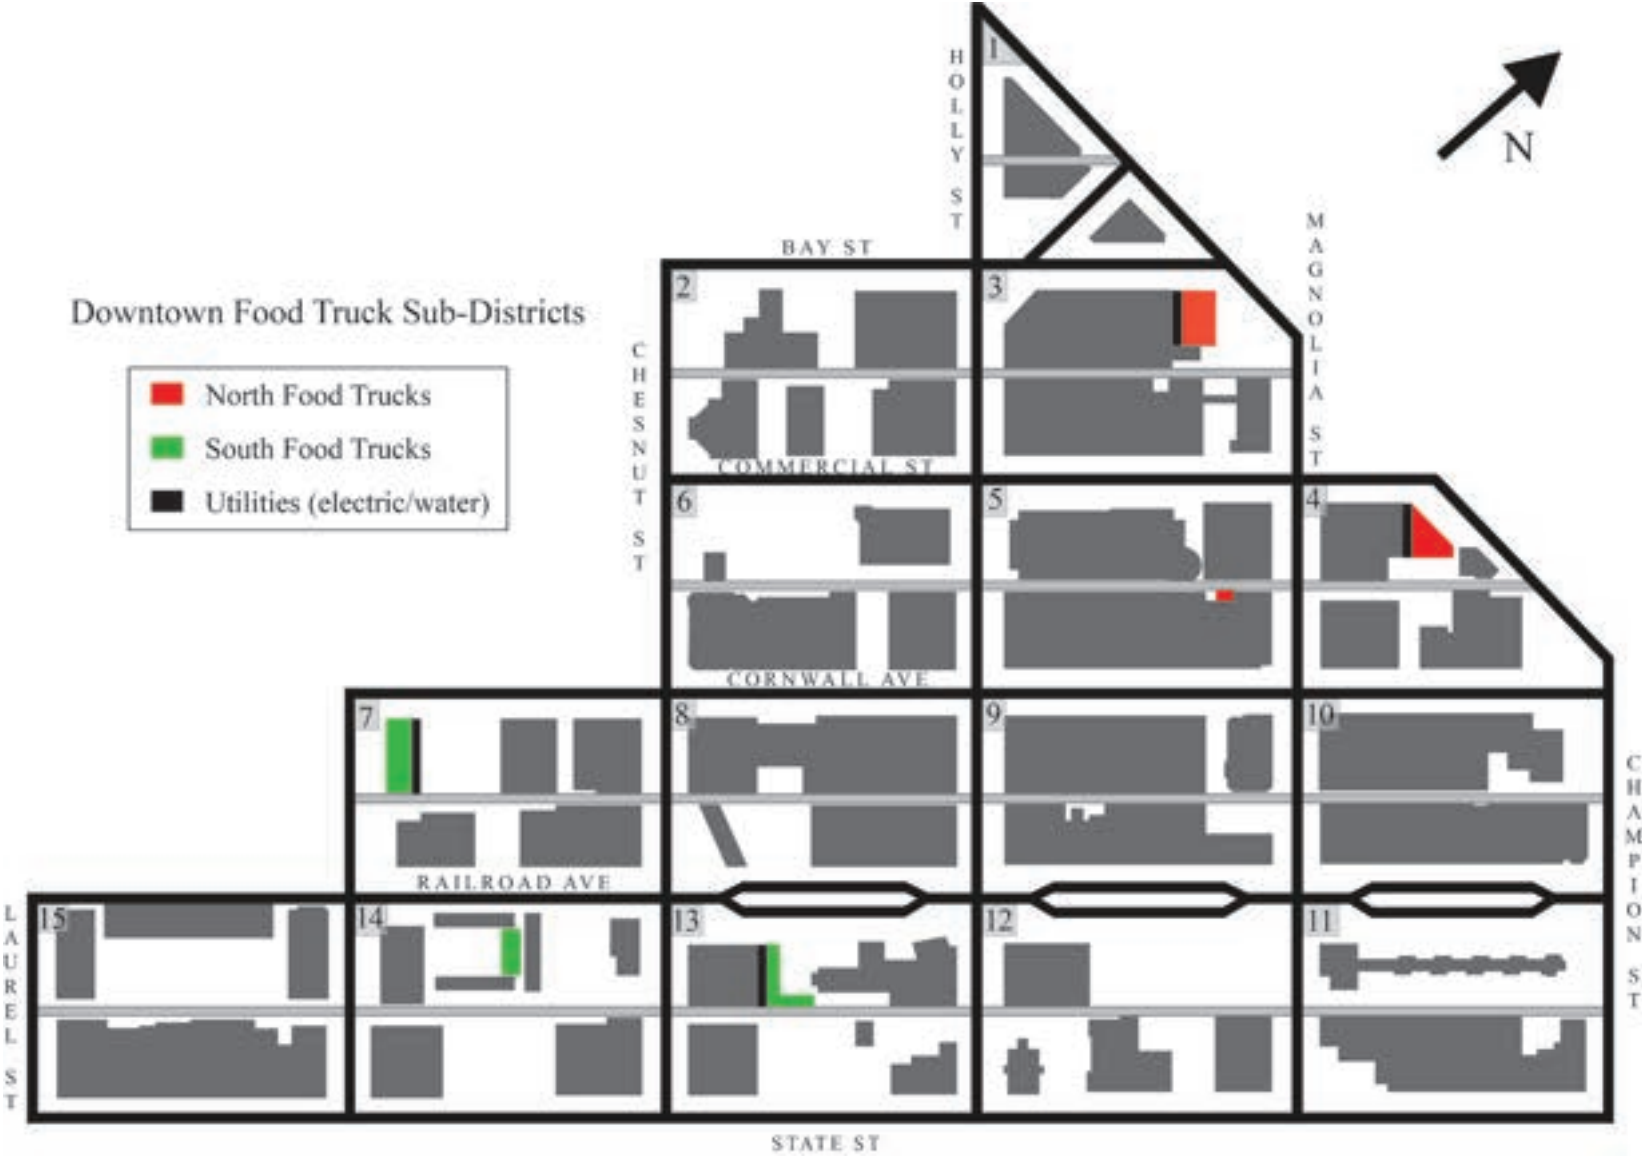 1
HOLLY ST
N
MAGNOLIA ST
BAY ST
2
3
Downtown Food Truck Sub-Districts
CHESNUT ST
North Food Trucks
South Food Trucks
Utilities (electric/water)
COMMERCIAL ST
6
5
4
CORNWALL AVE
7
8
9
10
CHAMPION ST
RAILROAD AVE
LAUREL ST
15
14
13
12
11
STATE ST